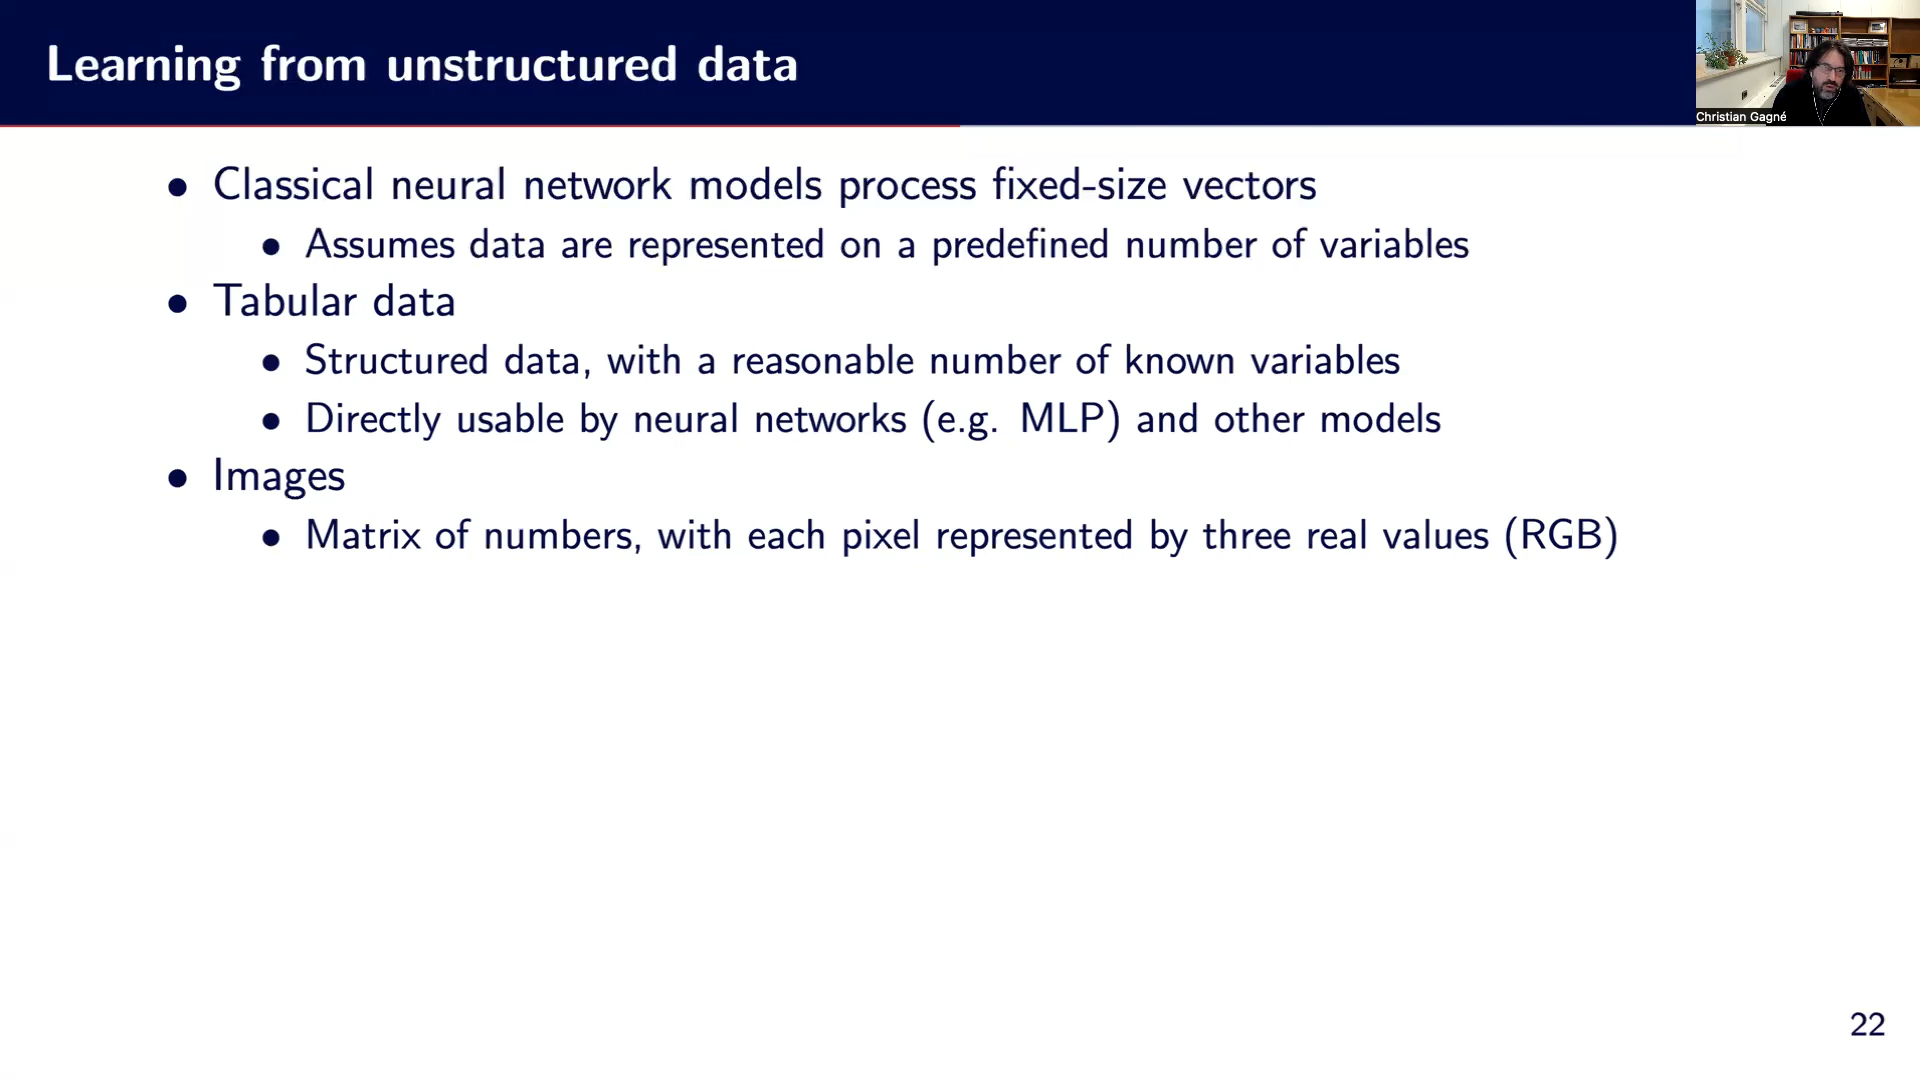 Learning from unstructured data
Christian Gagné
• Classical neural network models process fixed-size vectors
• Assumes data are represented on a predefined number of variables
• Tabular data
• Structured data, with a reasonable number of known variables
• Directly usable by neural networks (e.g. MLP) and other models
• Images
• Matrix of numbers, with each pixel represented by three real values (RGB)
22